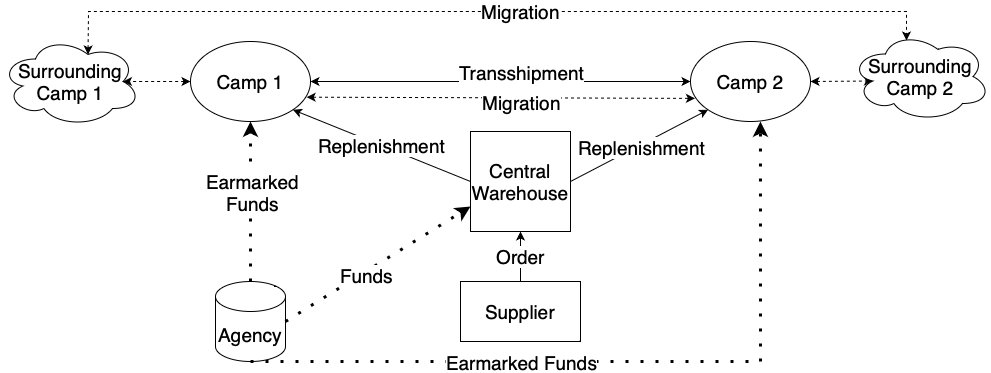 Migration
Surrounding
Camp 1
Camp 1
Transshipment
Migration
Camp 2
Surrounding
Camp 2
Replenishment
Replenishment
Central
Warehouse
Earmarked
Funds
Funds
Order
Agency
Supplier
Earmarked Funds